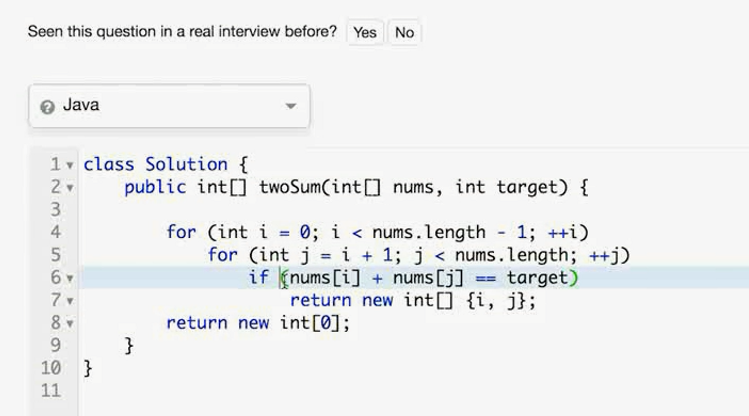 Seen this question in a real interview before? Yes No
Java
1 class Solution {
2 public int[] twoSum(int[] nums, int target) {
3
4 for (int i = 0; i < nums.length - 1; ++i)
5 for (int j = i + 1; j < nums.length; ++j)
6 if (nums[i] + nums[j] == target)
7 return new int[] {i, j};
8 return new int[0];
9 }
10 }
11